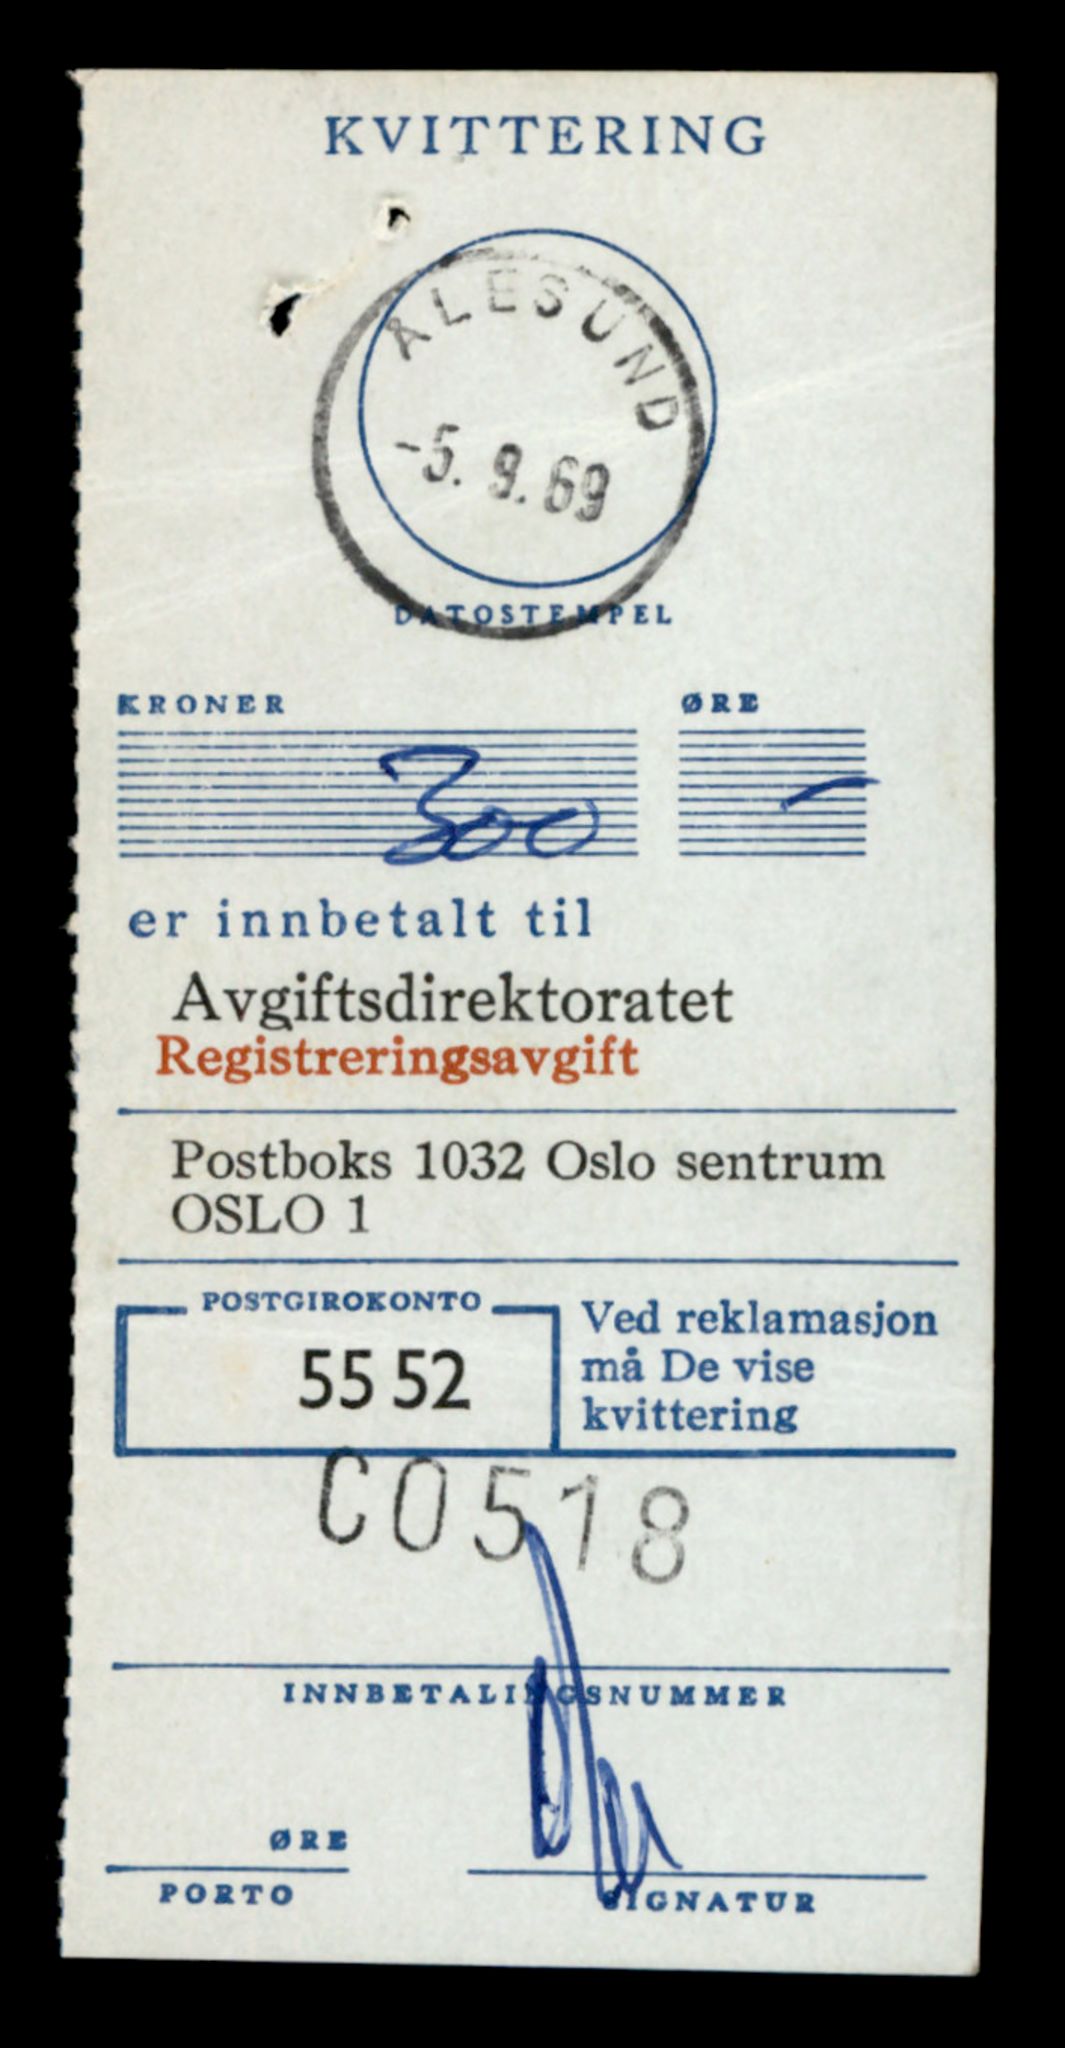 KVITTERING
ÅLESUND
-5. 9. 69
DATOSTEMPEL
KRONER ØRE
300 -
er innbetalt til
Avgiftsdirektoratet
Registreringsavgift
Postboks 1032 Oslo sentrum
OSLO 1
POSTGIROKONTO
55 52
Ved reklamasjon
må De vise
kvittering
C0518
INNBETALINGSNUMMER
ØRE
PORTO
SIGNATUR